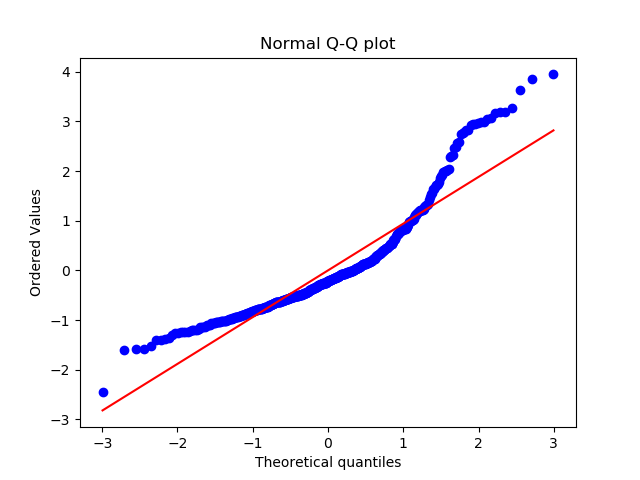 Normal Q-Q plot
Ordered Values
4
3
2
1
0
−1
−2
−3
−3 −2 −1 0 1 2 3
Theoretical quantiles